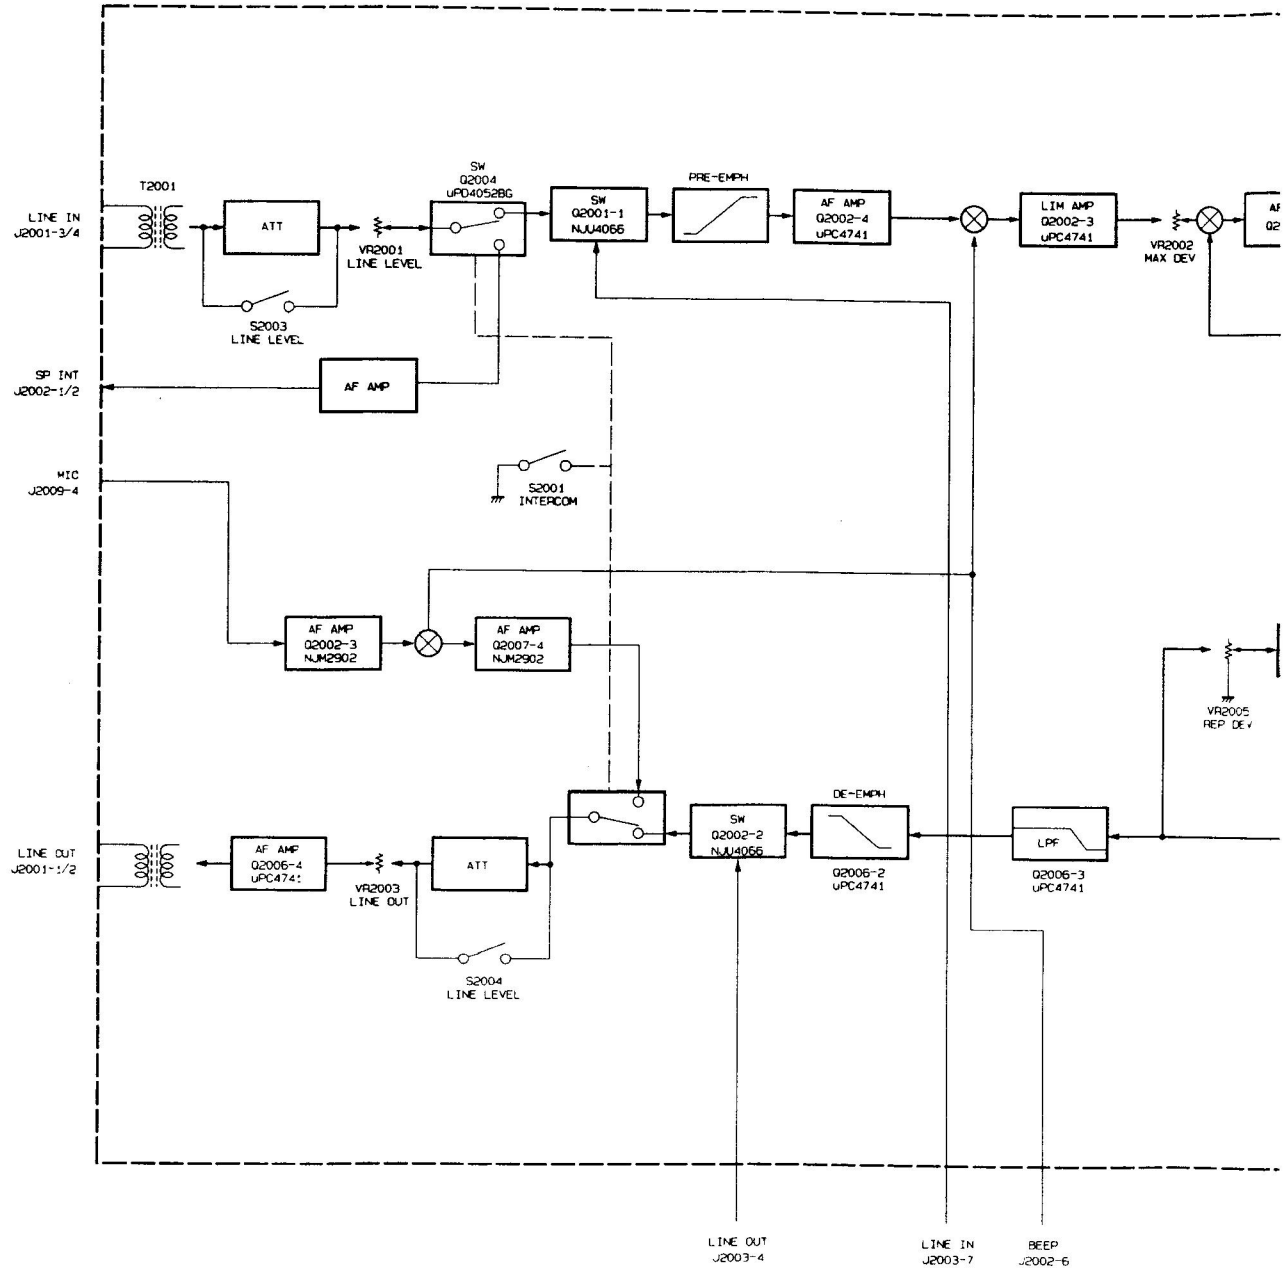 T2001
LINE IN
J2001-3/4
ATT
VR2001
LINE LEVEL
S2003
LINE LEVEL
SW
Q2004
uPD4052BG
SW
Q2001-1
NJU4066
PRE-EMPH
AF AMP
Q2002-4
uPC4741
LIM AMP
Q2002-3
uPC4741
VR2002
MAX DEV
AF
Q2
SP INT
J2002-1/2
AF AMP
MIC
J2009-4
S2001
INTERCOM
AF AMP
Q2002-3
NJM2902
AF AMP
Q2007-4
NJM2902
VR2005
REP DEV
LINE OUT
J2001-1/2
AF AMP
Q2006-4
uPC4741
VR2003
LINE OUT
ATT
S2004
LINE LEVEL
SW
Q2002-2
NJU4066
DE-EMPH
Q2006-2
uPC4741
LPF
Q2006-3
uPC4741
LINE OUT
J2003-4
LINE IN
J2003-7
BEEP
J2002-6